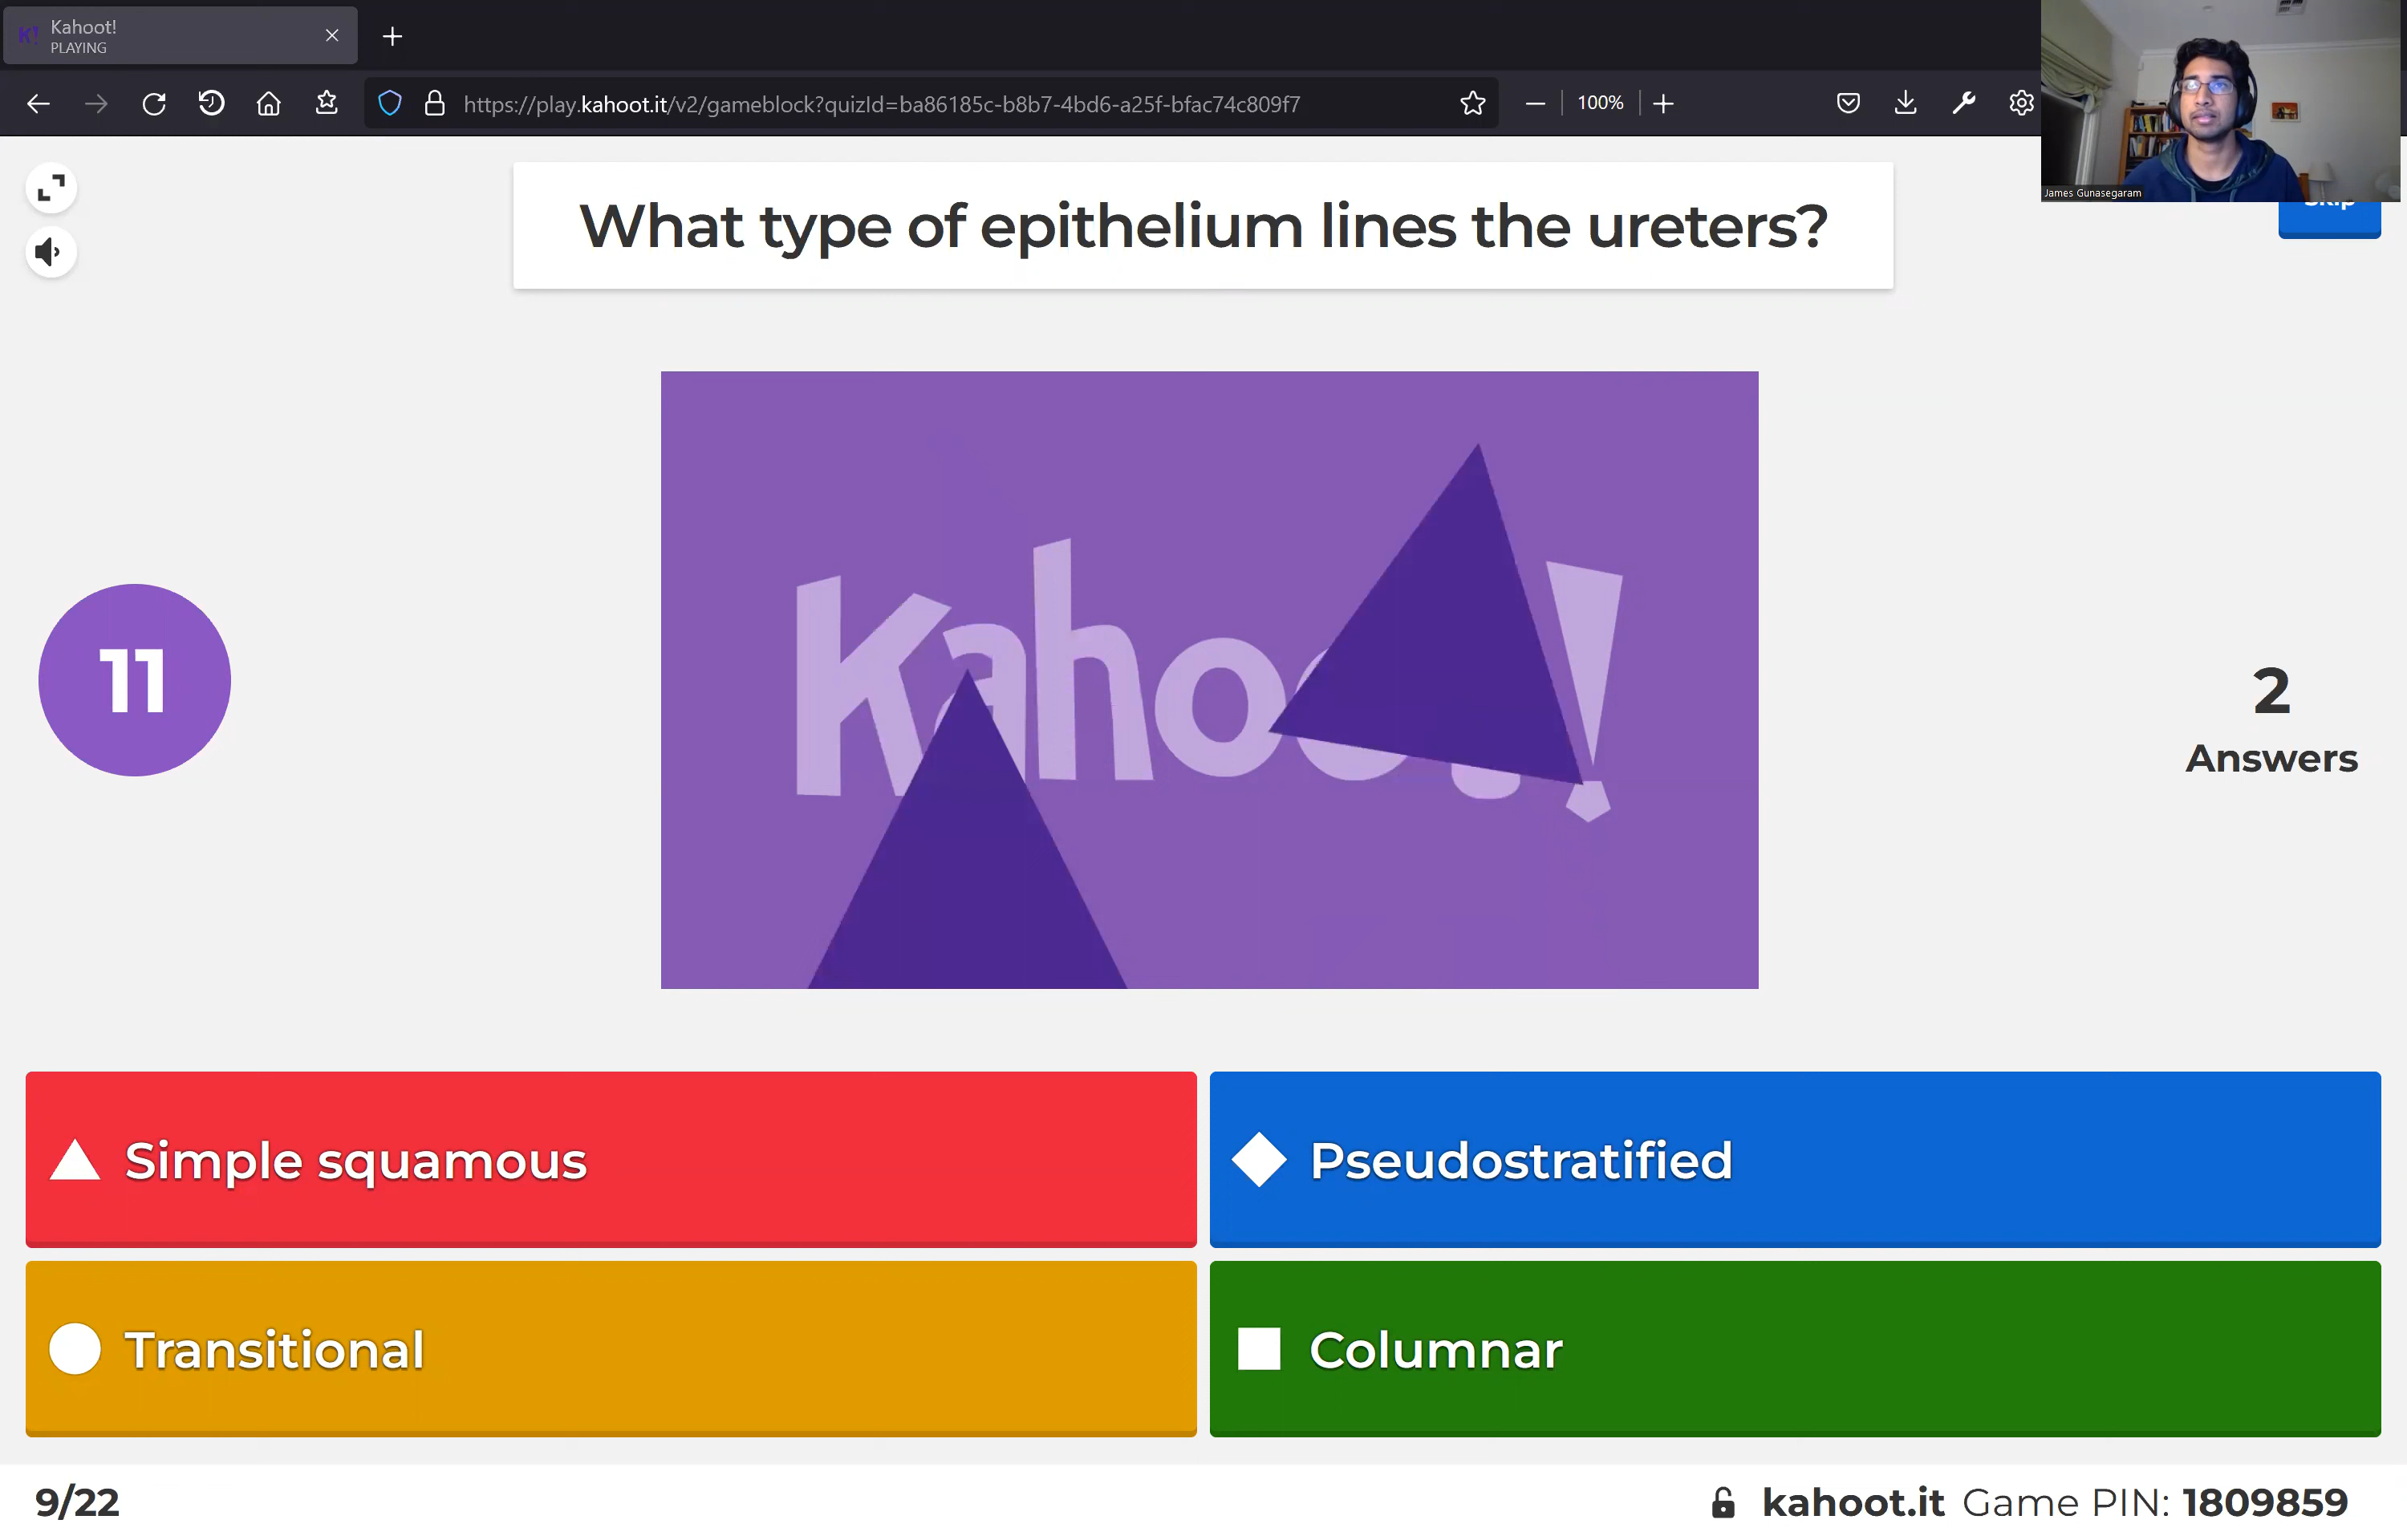 Kahoot!
PLAYING
https://play.kahoot.it/v2/gameblock?quizId=ba86185c-b8b7-4bd6-a25f-bfac74c809f7
100%
James Gunasegaram
Skip
What type of epithelium lines the ureters?
Kahoot!
11
2
Answers
Simple squamous
Pseudostratified
Transitional
Columnar
9/22
kahoot.it Game PIN: 1809859